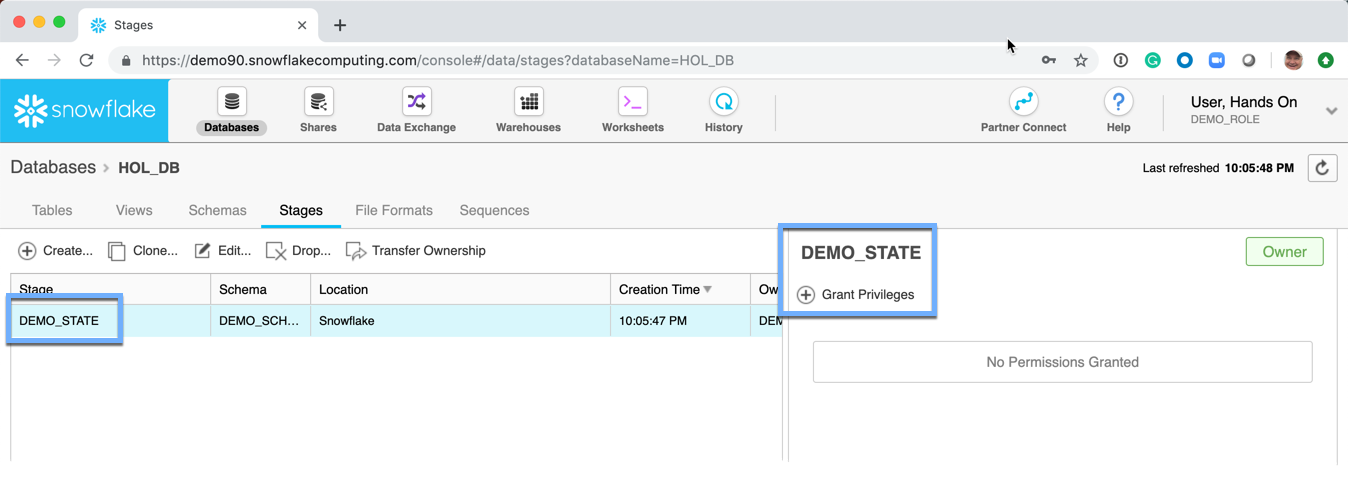 Stages
https://demo90.snowflakecomputing.com/console#/data/stages?databaseName=HOL_DB
snowflake
Databases
Shares
Data Exchange
Warehouses
Worksheets
History
Partner Connect
Help
User, Hands On
DEMO_ROLE
Databases > HOL_DB
Last refreshed 10:05:48 PM
Tables Views Schemas Stages File Formats Sequences
Create... Clone... Edit... Drop... Transfer Ownership
Stage Schema Location Creation Time Ow
DEMO_STATE DEMO_SCH... Snowflake 10:05:47 PM DEM
DEMO_STATE
Owner
Grant Privileges
No Permissions Granted